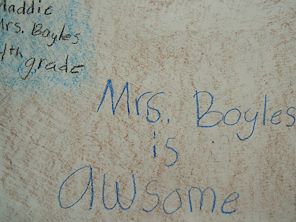 Maddie
Mrs. Boyles
4th grade
Mrs. Boyles
is
awsome